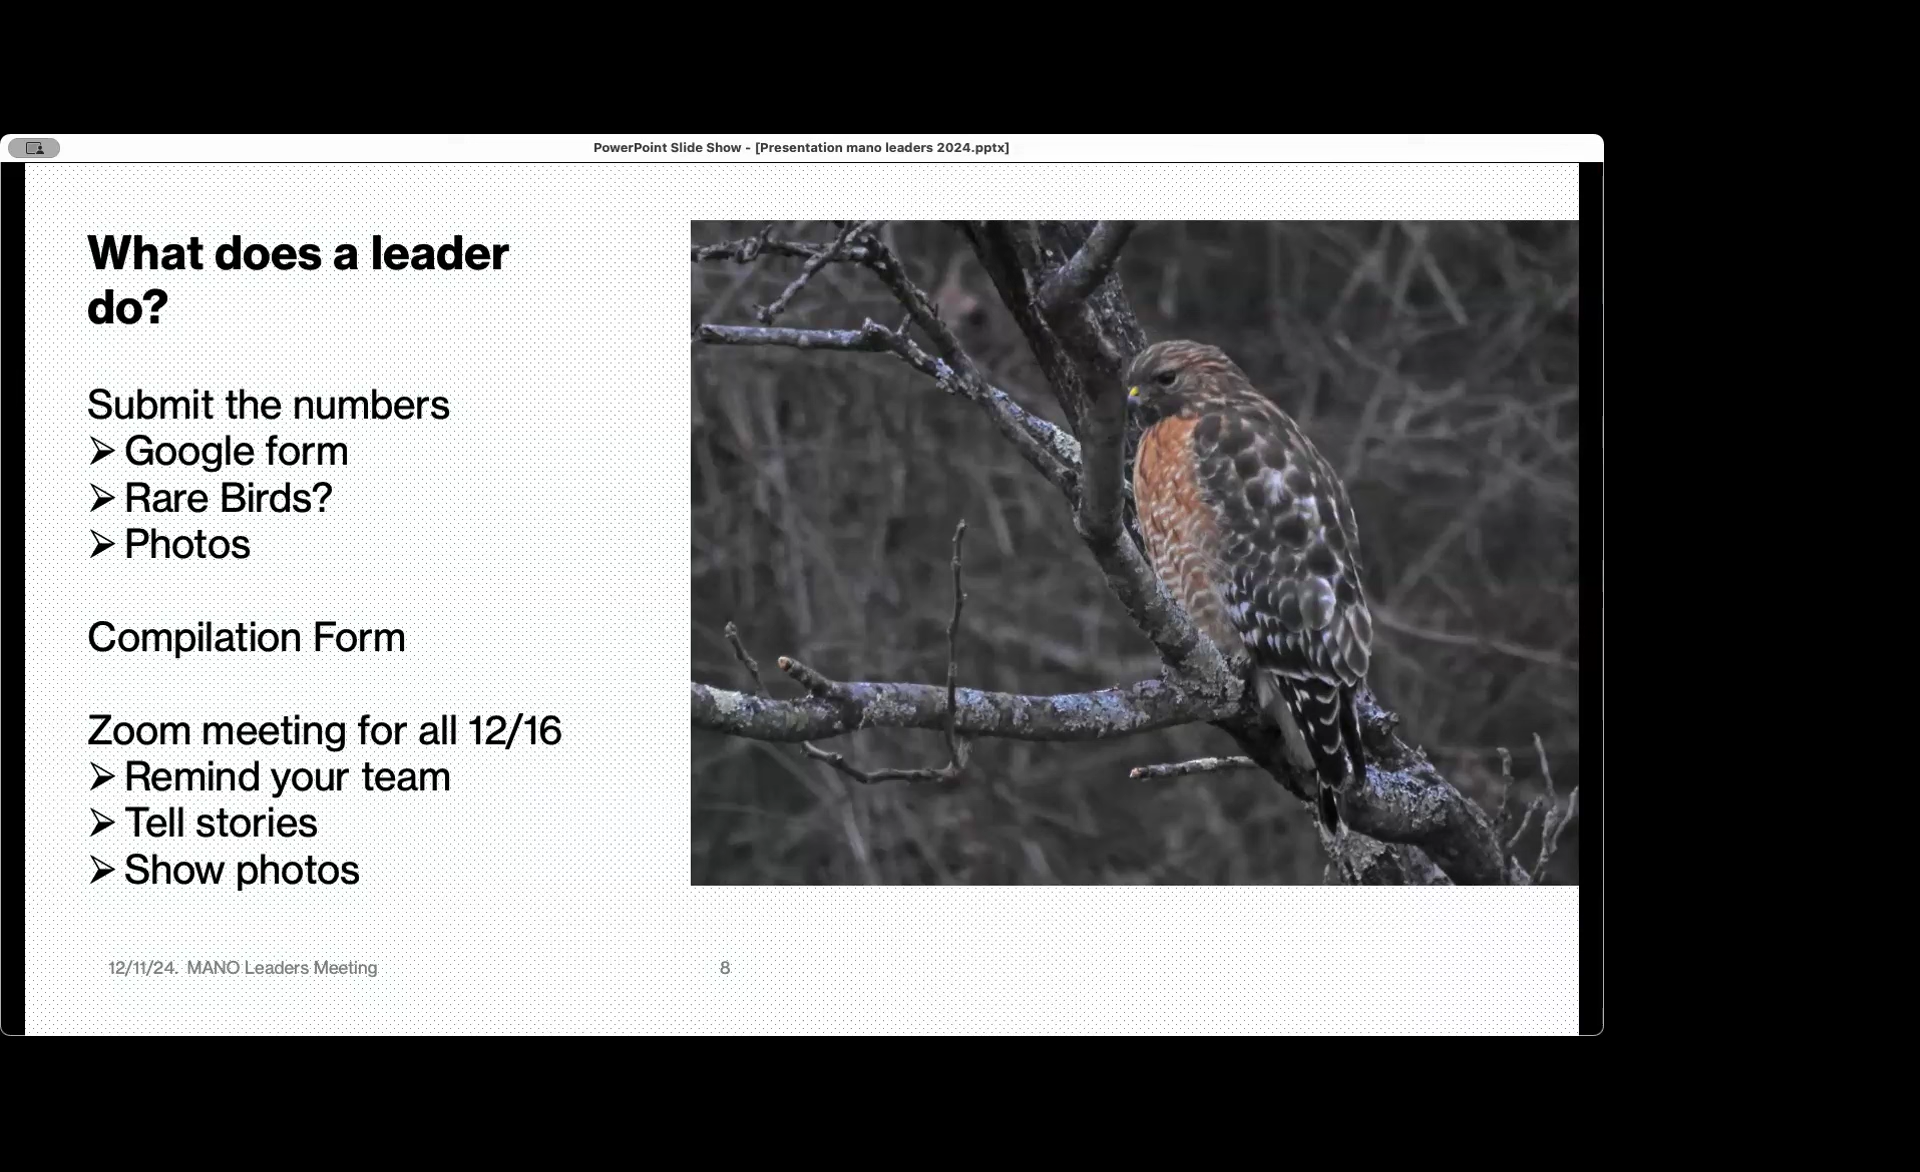 PowerPoint Slide Show - [Presentation mano leaders 2024.pptx]
What does a leader
do?
Submit the numbers
➢ Google form
➢ Rare Birds?
➢ Photos
Compilation Form
Zoom meeting for all 12/16
➢ Remind your team
➢ Tell stories
➢ Show photos
12/11/24. MANO Leaders Meeting
8